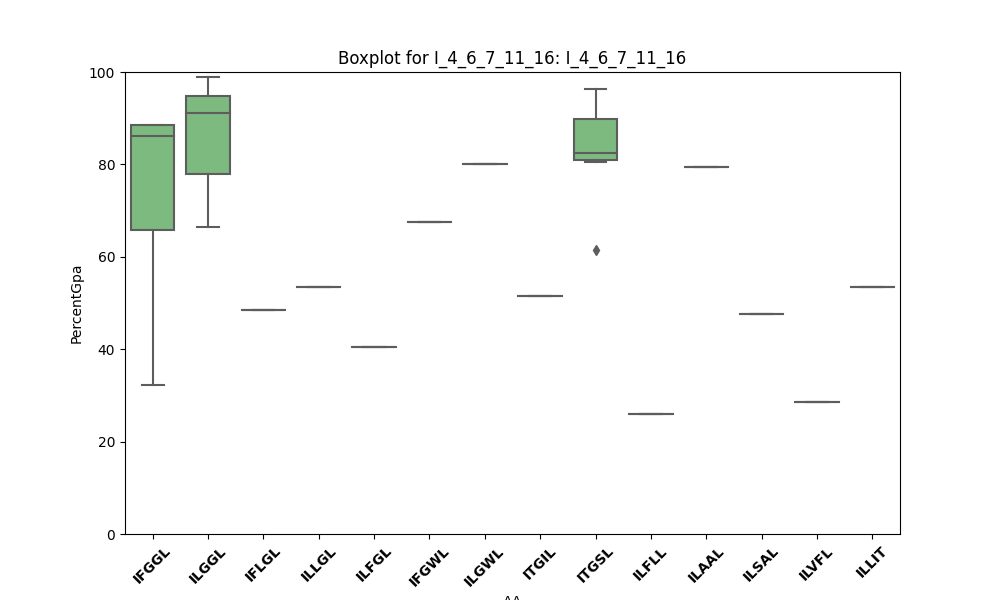 Boxplot for I_4_6_7_11_16: I_4_6_7_11_16
100
80
60
40
20
0
PercentGpa
IFGGL
ILGGL
IFLGL
ILLGL
ILFGL
IFGWL
ILGWL
ITGIL
ITGSL
ILFLL
ILAAL
ILSAL
ILVFL
ILLIT
AA